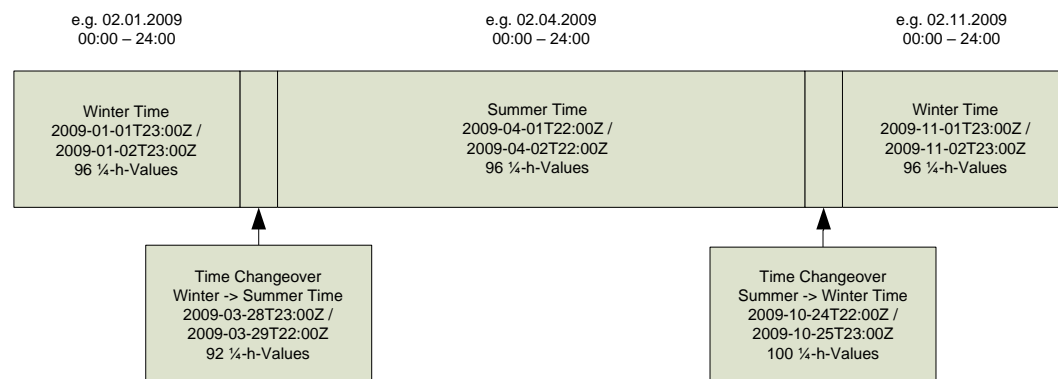 e.g. 02.01.2009
00:00 – 24:00
e.g. 02.04.2009
00:00 – 24:00
e.g. 02.11.2009
00:00 – 24:00
Winter Time
2009-01-01T23:00Z /
2009-01-02T23:00Z
96 ¼-h-Values
Summer Time
2009-04-01T22:00Z /
2009-04-02T22:00Z
96 ¼-h-Values
Winter Time
2009-11-01T23:00Z /
2009-11-02T23:00Z
96 ¼-h-Values
Time Changeover
Winter -> Summer Time
2009-03-28T23:00Z /
2009-03-29T22:00Z
92 ¼-h-Values
Time Changeover
Summer -> Winter Time
2009-10-24T22:00Z /
2009-10-25T23:00Z
100 ¼-h-Values